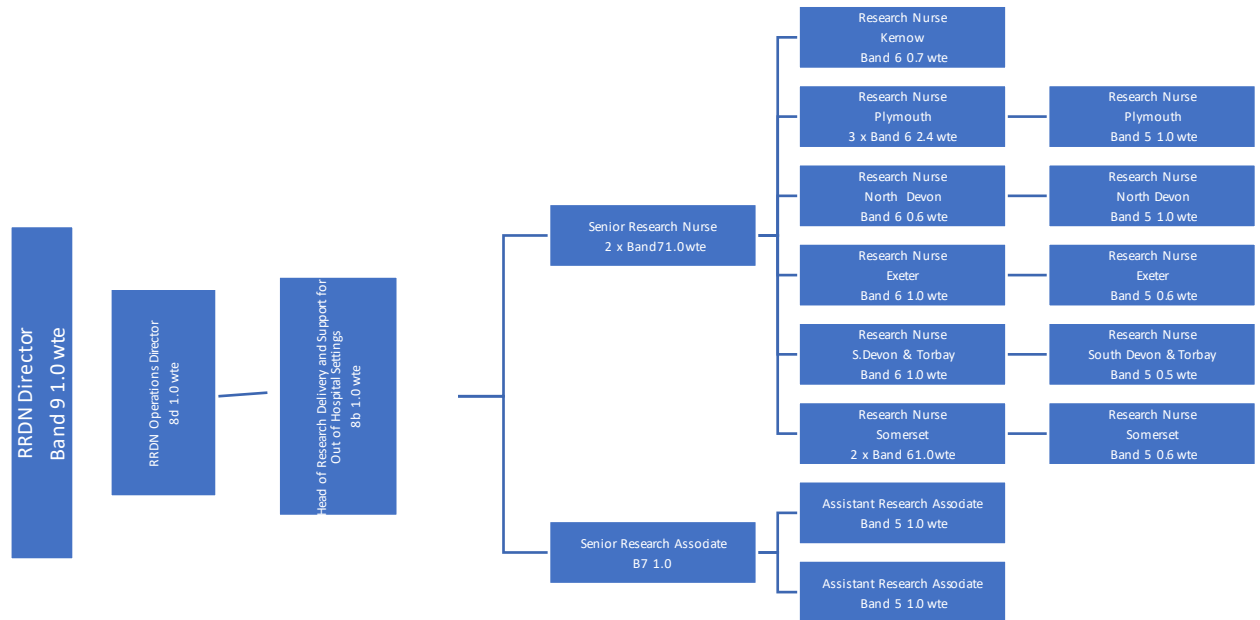 RRDN Director
Band 9 1.0 wte
RRDN Operations Director
8d 1.0 wte
Head of Research Delivery and Support for
Out of Hospital Settings
8b 1.0 wte
Senior Research Nurse
2 x Band71.0wte
Senior Research Associate
B7 1.0
Research Nurse
Kernow
Band 6 0.7 wte
Research Nurse
Plymouth
3 x Band 6 2.4 wte
Research Nurse
Plymouth
Band 5 1.0 wte
Research Nurse
North Devon
Band 6 0.6 wte
Research Nurse
North Devon
Band 5 1.0 wte
Research Nurse
Exeter
Band 6 1.0 wte
Research Nurse
Exeter
Band 5 0.6 wte
Research Nurse
S.Devon & Torbay
Band 6 1.0 wte
Research Nurse
South Devon & Torbay
Band 5 0.5 wte
Research Nurse
Somerset
2 x Band 61.0wte
Research Nurse
Somerset
Band 5 0.6 wte
Assistant Research Associate
Band 5 1.0 wte
Assistant Research Associate
Band 5 1.0 wte